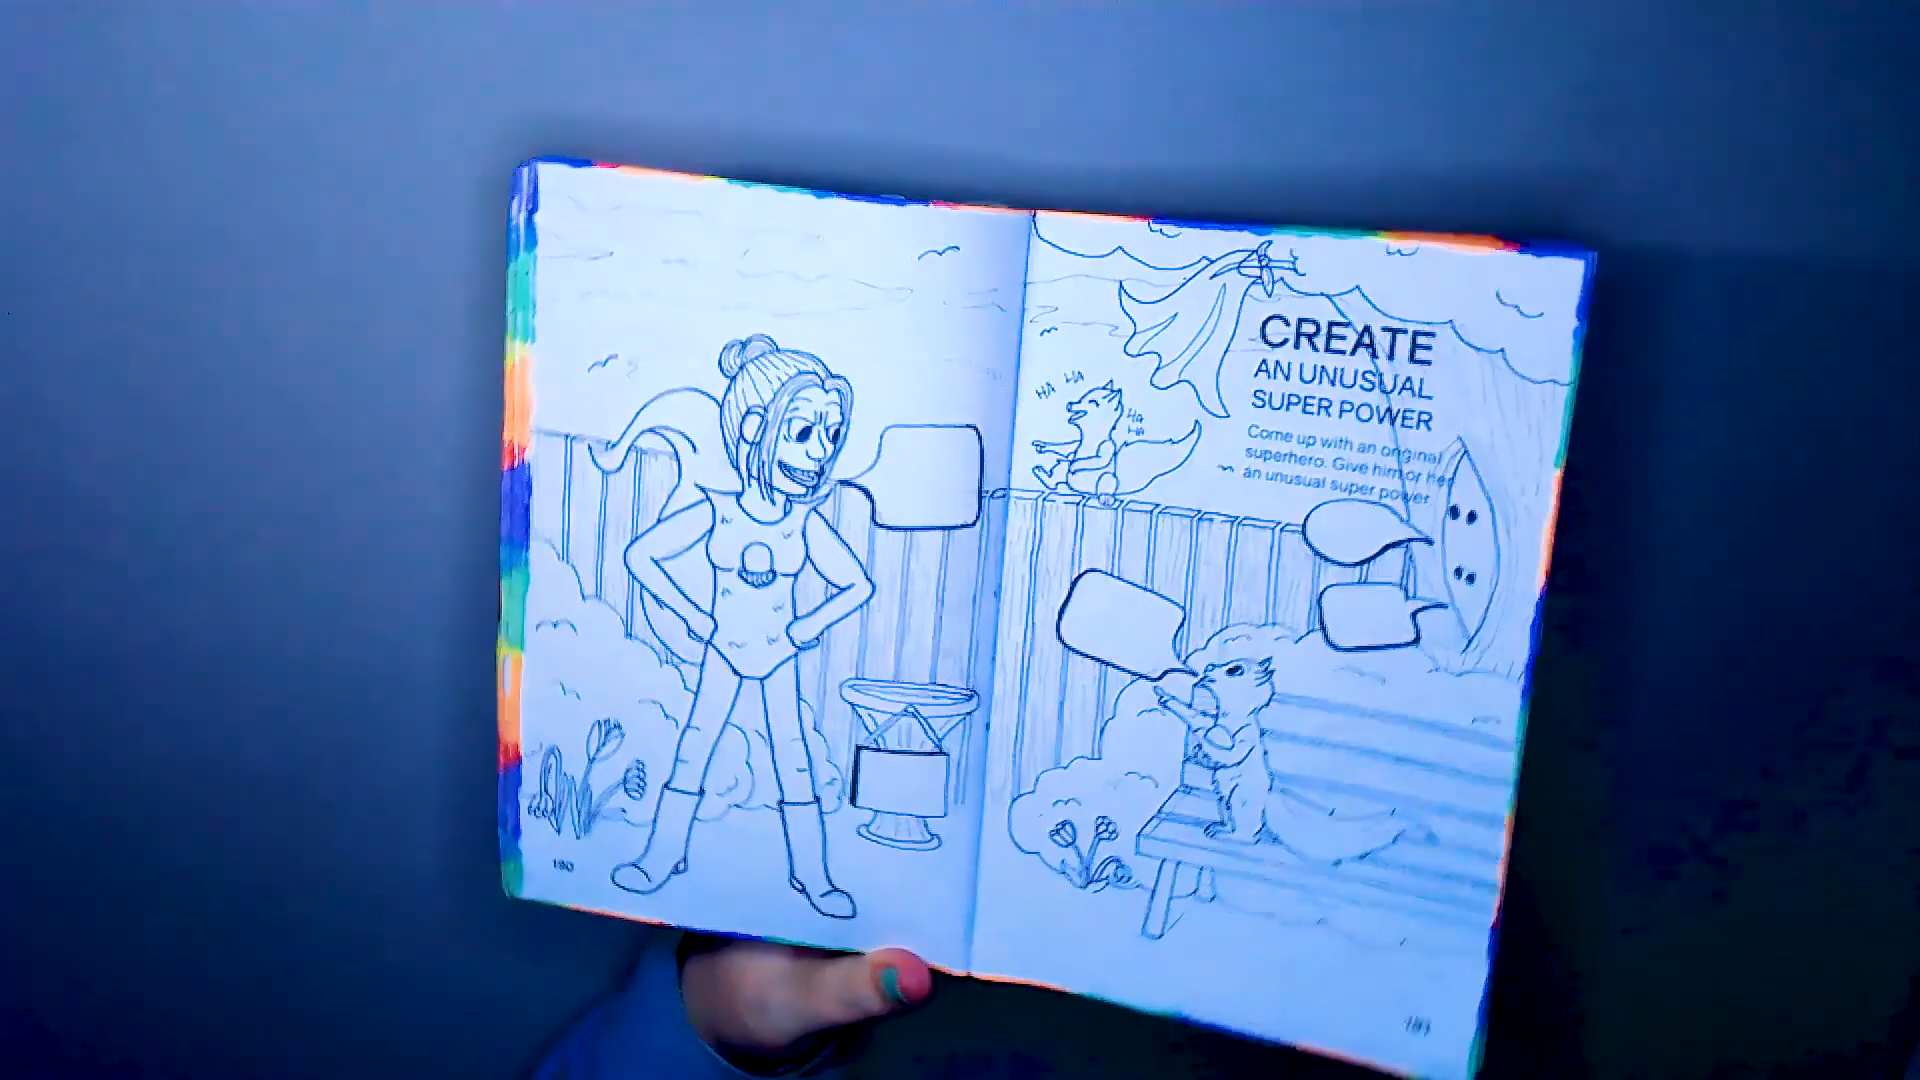 HA HA
HA
HA
CREATE
AN UNUSUAL
SUPER POWER
Come up with an original
superhero. Give him or her
an unusual super power
180
181